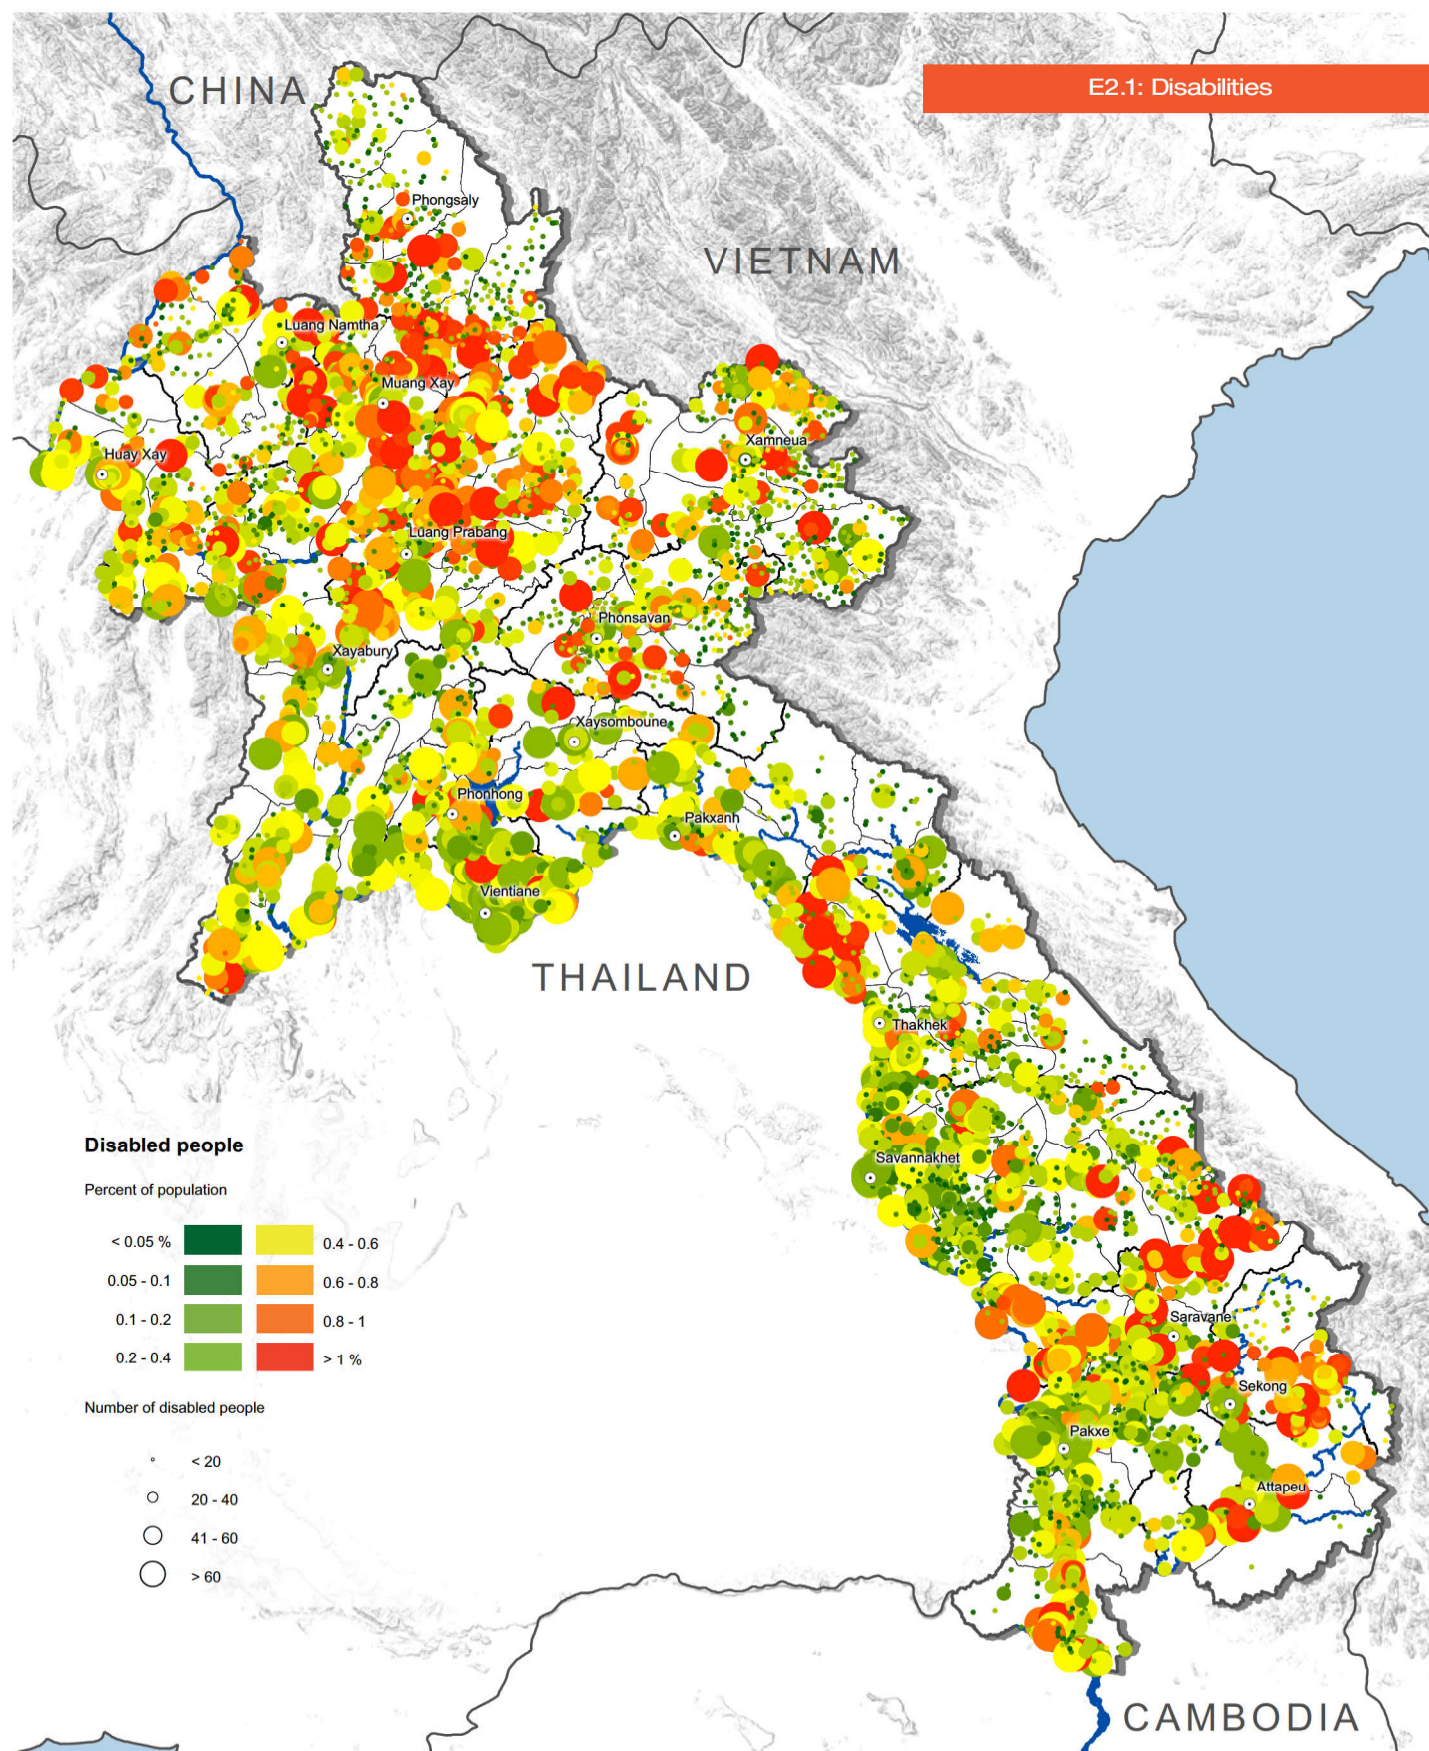 E2.1: Disabilities
CHINA
VIETNAM
Phongsaly
Luang Namtha
Muang Xay
Xamneua
Huay Xay
Luang Prabang
Phonsavan
Xayabury
Xaysomboune
Phonhong
Pakxanh
Vientiane
THAILAND
Thakhek
Savannakhet
Saravane
Sekong
Pakxe
Attapeu
CAMBODIA
Disabled people
Percent of population
< 0.05 %
0.4 - 0.6
0.05 - 0.1
0.6 - 0.8
0.1 - 0.2
0.8 - 1
0.2 - 0.4
> 1 %
Number of disabled people
< 20
20 - 40
41 - 60
> 60